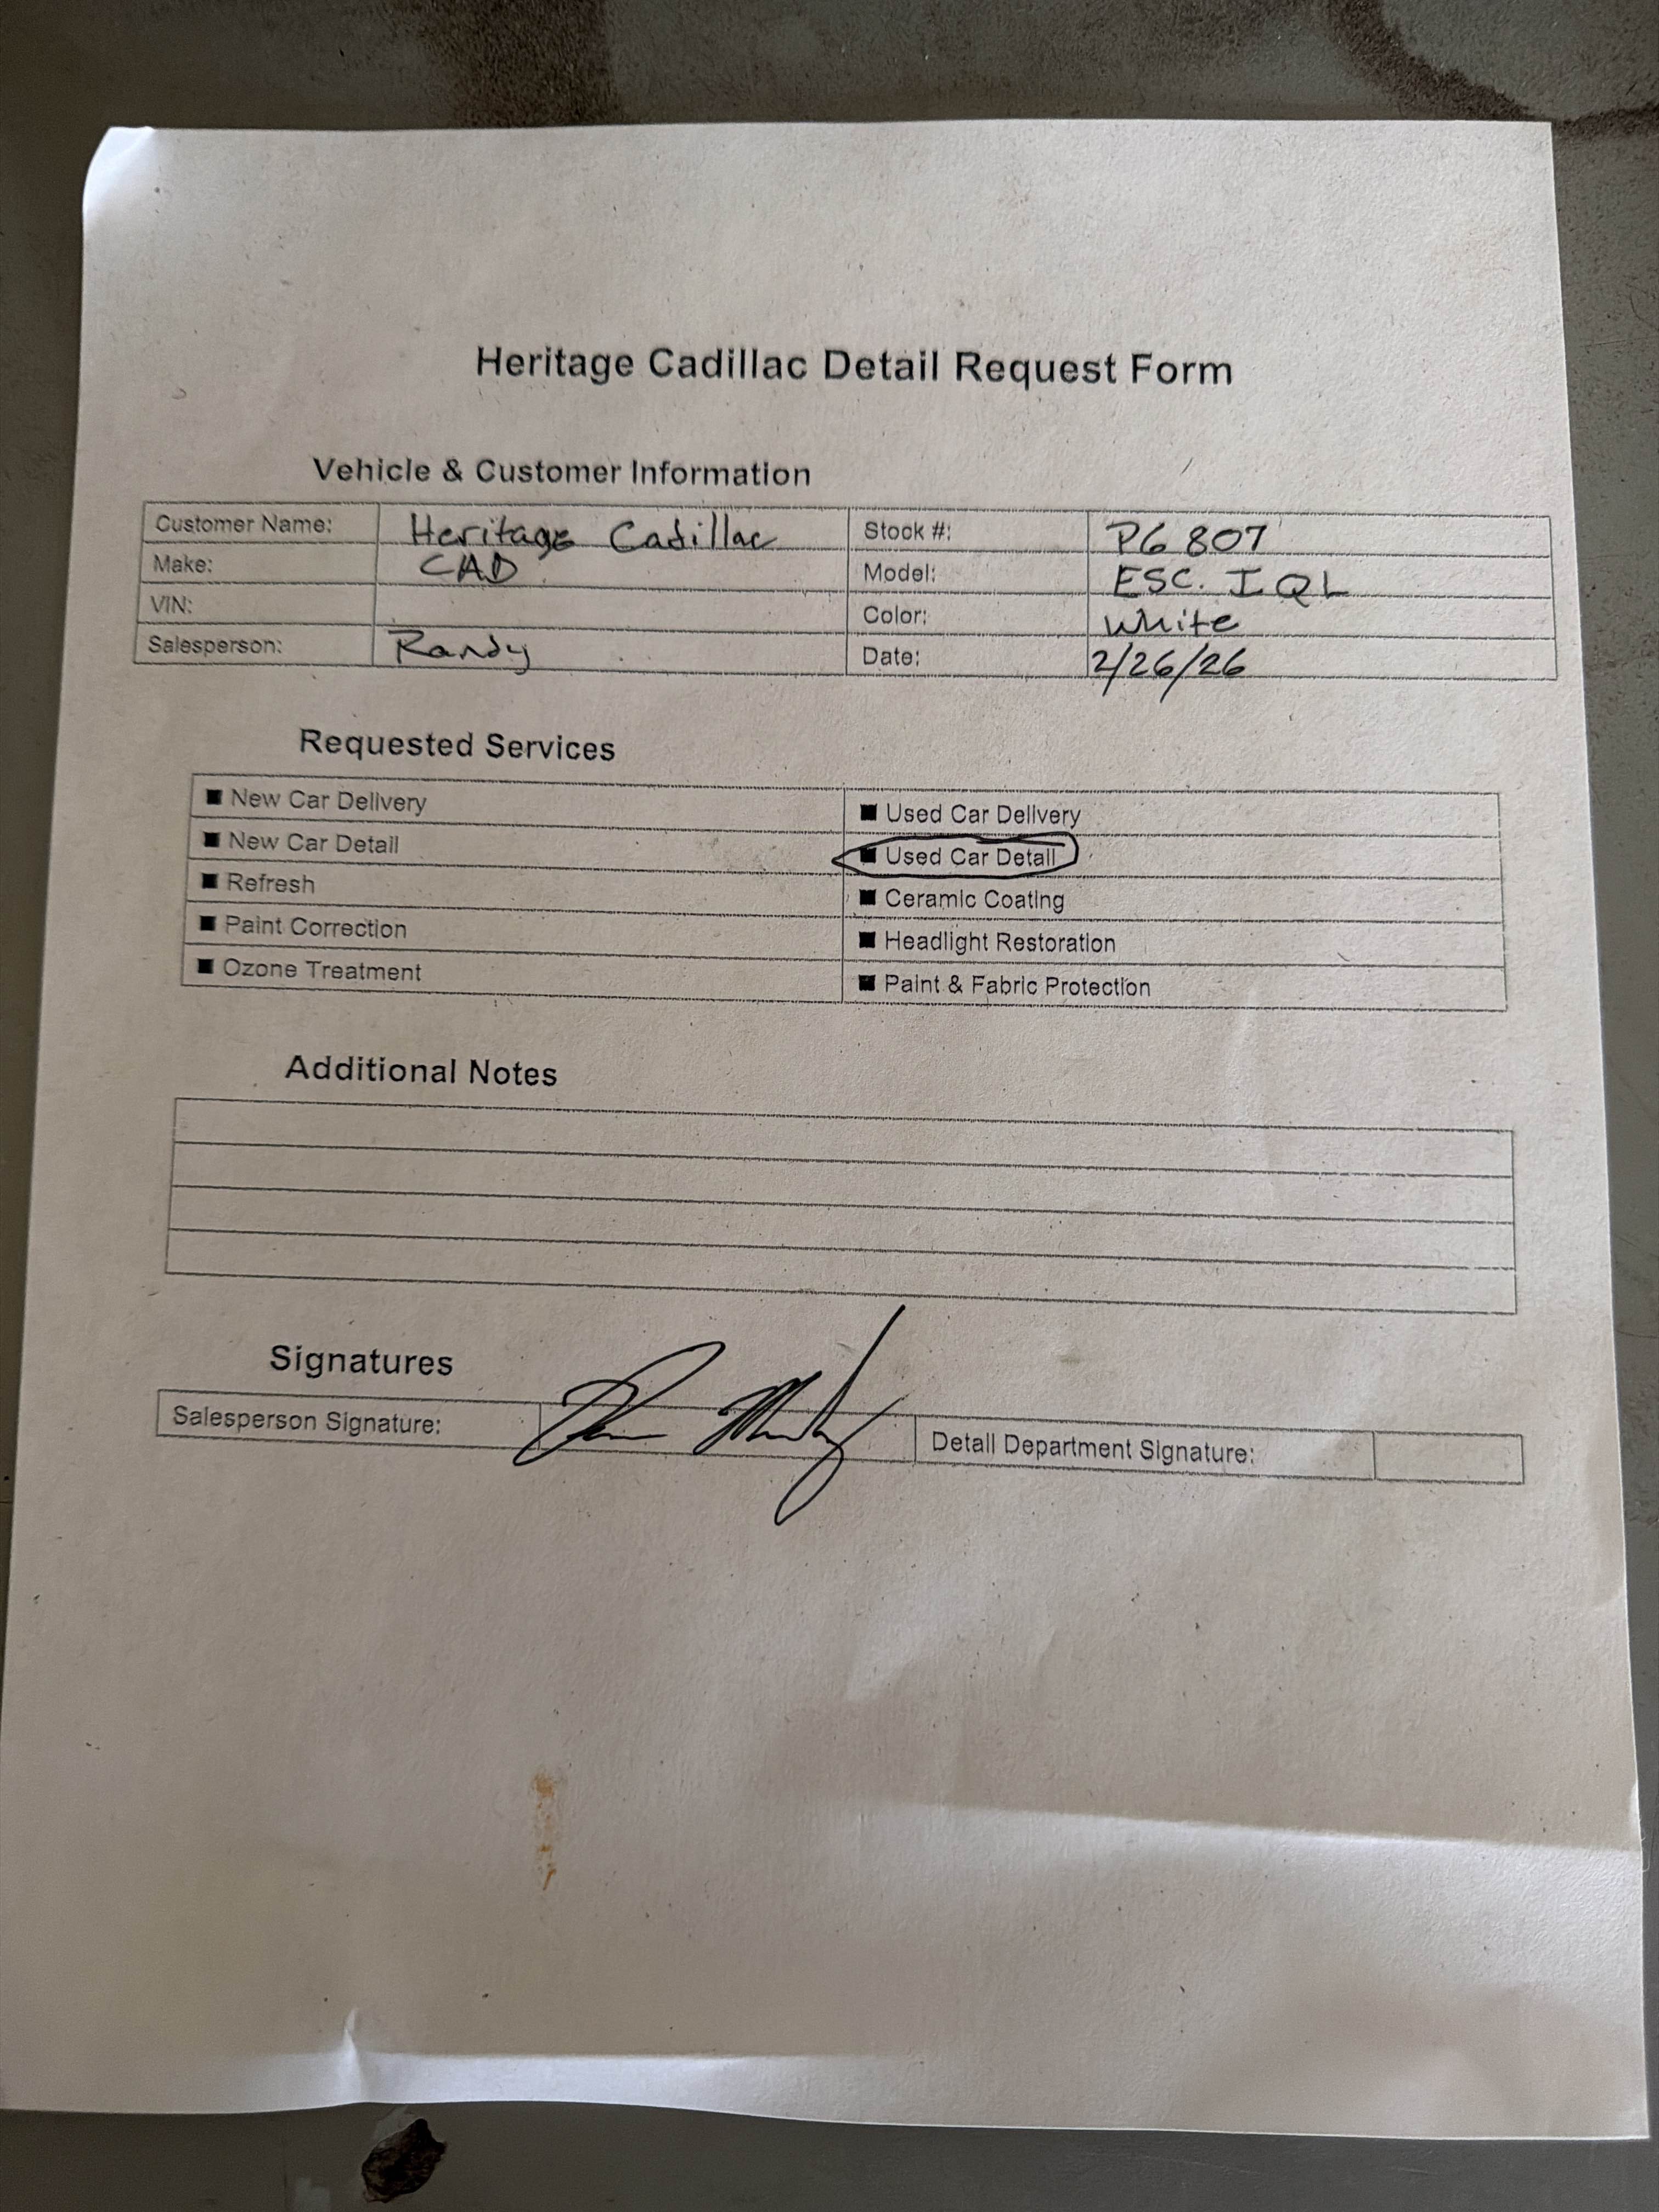 Heritage Cadillac Detail Request Form
Vehicle & Customer Information
Customer Name: Heritage Cadillac Stock #: P6807
Make: CAD Model: ESC. IQL
VIN: Color: White
Salesperson: Randy Date: 2/26/26
Requested Services
■ New Car Delivery ■ Used Car Delivery
■ New Car Detail ■ Used Car Detail
■ Refresh ■ Ceramic Coating
■ Paint Correction ■ Headlight Restoration
■ Ozone Treatment ■ Paint & Fabric Protection
Additional Notes
Signatures
Salesperson Signature: Detail Department Signature: